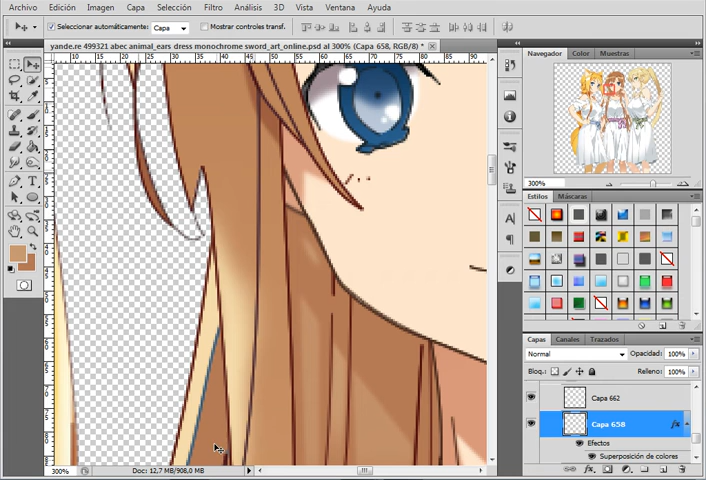 Archivo Edición Imagen Capa Selección Filtro Análisis 3D Vista Ventana Ayuda
Seleccionar automáticamente: Capa Mostrar controles transf.
yande.re 499321 abec animal_ears dress monochrome sword_art_online.psd al 300% (Capa 658, RGB/8) *
Navegador Color Muestras
300%
Estilos Máscaras
Capas Canales Trazados
Normal Opacidad: 100%
Bloq.: Relleno: 100%
Capa 662
Capa 658 fx
Efectos
Superposición de colores
300% Doc: 12,7 MB/908,0 MB